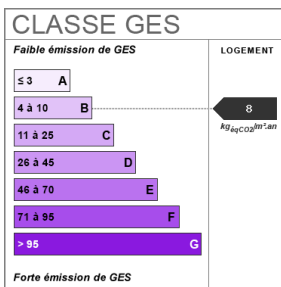 CLASSE GES
Faible émission de GES
LOGEMENT
≤ 3 A
4 à 10 B
8
kgéqCO2/m².an
11 à 25 C
26 à 45 D
46 à 70 E
71 à 95 F
> 95 G
Forte émission de GES